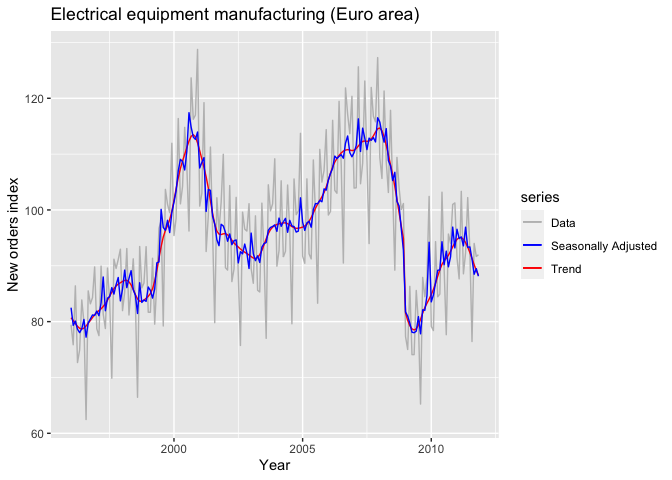 Electrical equipment manufacturing (Euro area)
New orders index
120
100
80
60
2000
2005
2010
Year
series
Data
Seasonally Adjusted
Trend